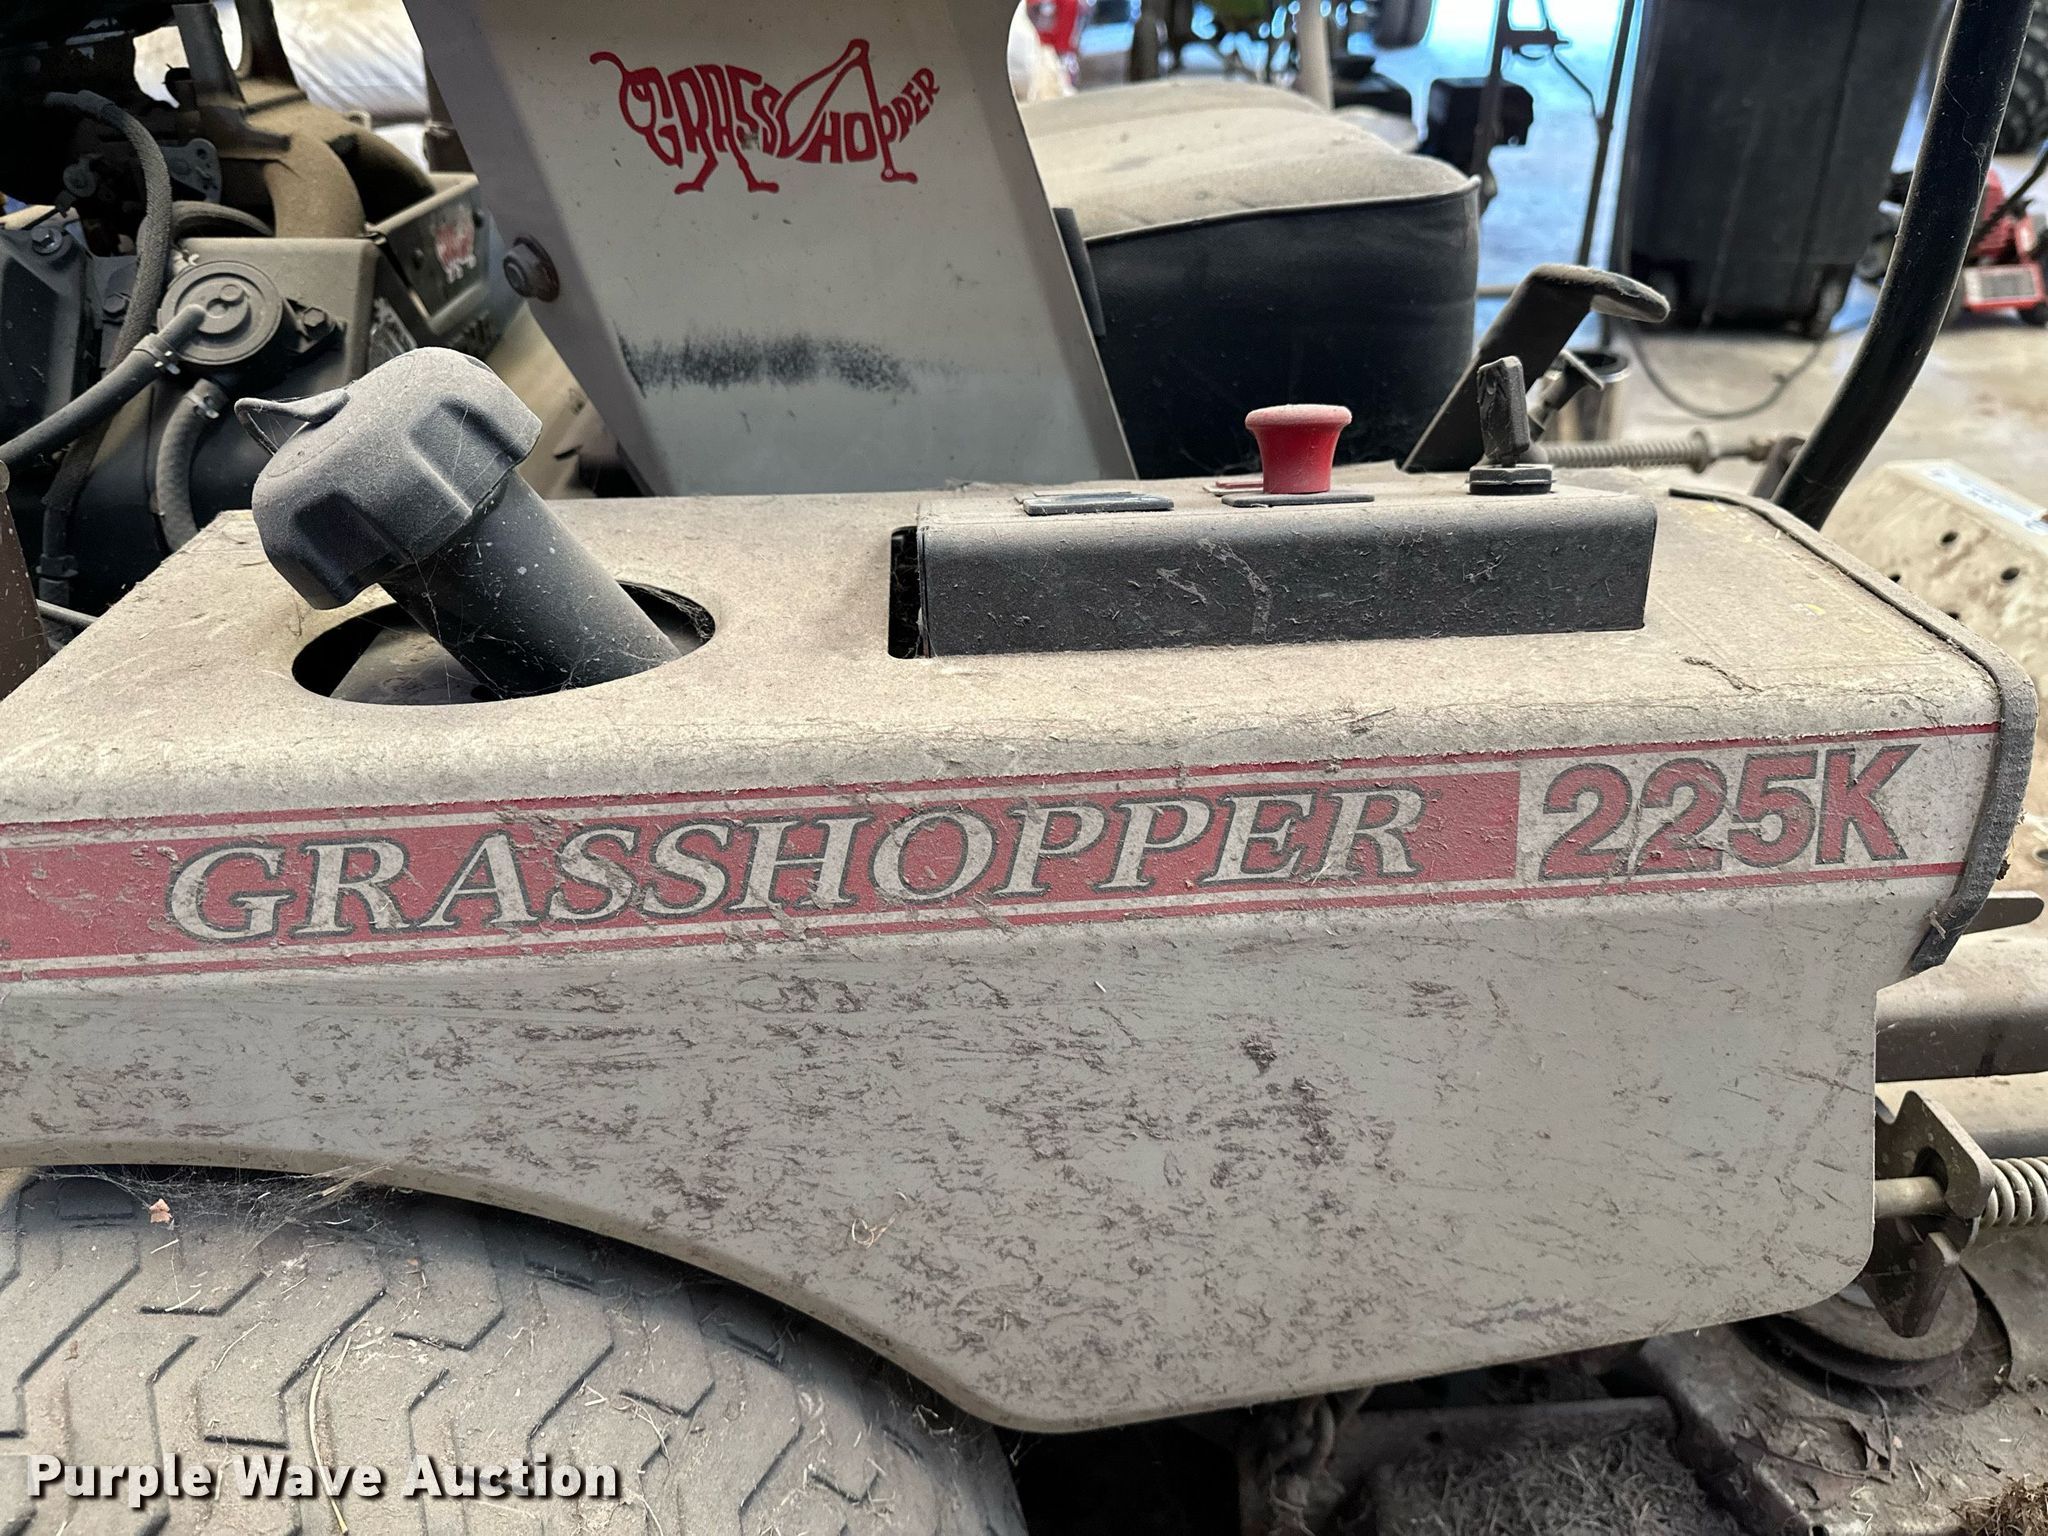 GRASSHOPPER
GRASSHOPPER 225K
Purple Wave Auction